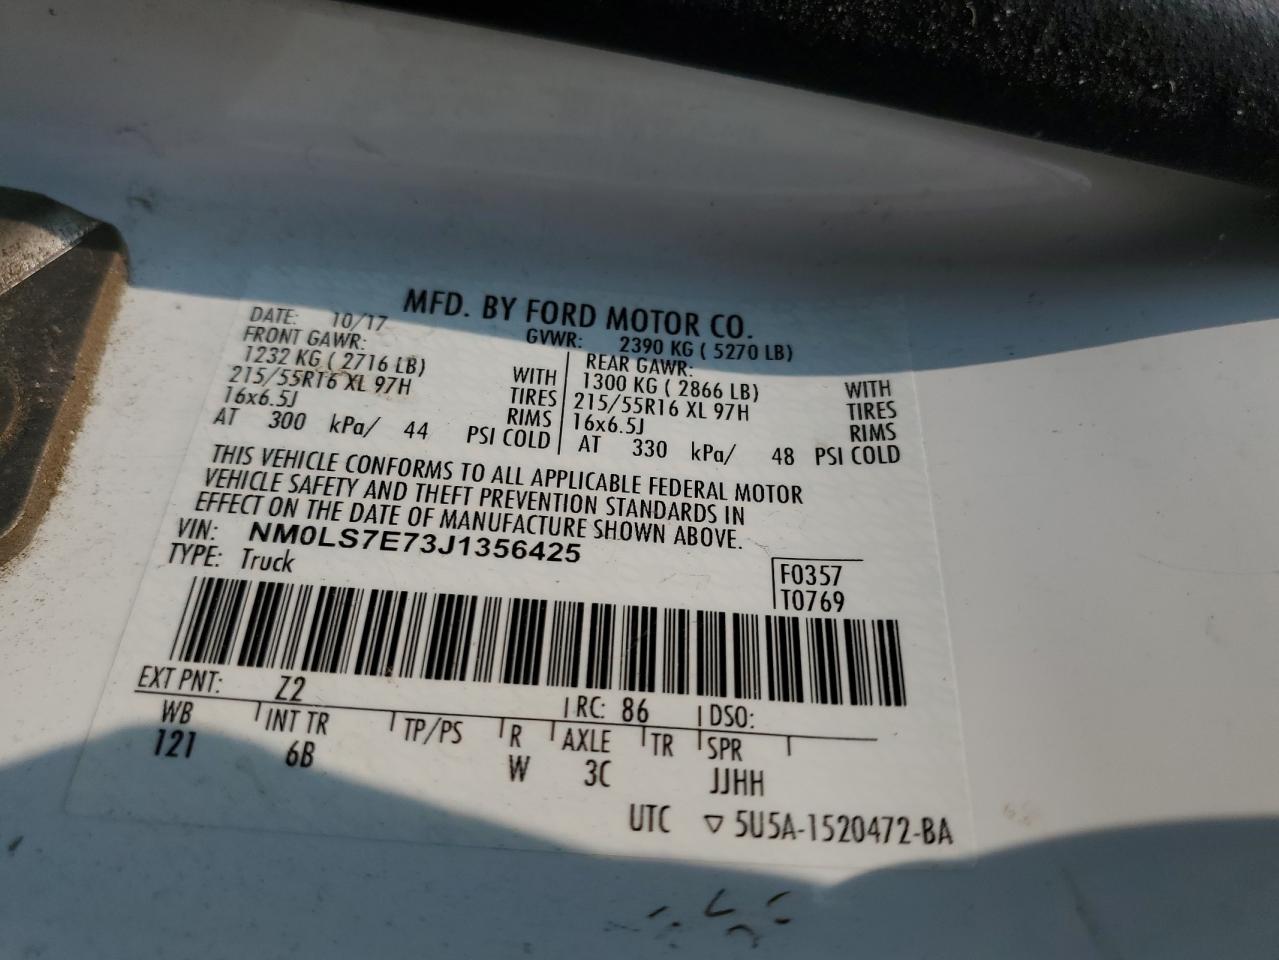 MFD. BY FORD MOTOR CO.
DATE: 10/17 GVWR: 2390 KG ( 5270 LB)
FRONT GAWR: REAR GAWR:
1232 KG ( 2716 LB) WITH 1300 KG ( 2866 LB) WITH
215/55R16 XL 97H TIRES 215/55R16 XL 97H TIRES
16x6.5J RIMS 16x6.5J RIMS
AT 300 kPa/ 44 PSI COLD AT 330 kPa/ 48 PSI COLD
THIS VEHICLE CONFORMS TO ALL APPLICABLE FEDERAL MOTOR
VEHICLE SAFETY AND THEFT PREVENTION STANDARDS IN
EFFECT ON THE DATE OF MANUFACTURE SHOWN ABOVE.
VIN: NM0LS7E73J1356425
TYPE: Truck F0357
T0769
EXT PNT: Z2 RC: 86 DSO:
WB INT TR TP/PS R AXLE TR SPR
121 6B W 3C JJHH
UTC ▽ 5U5A-1520472-BA